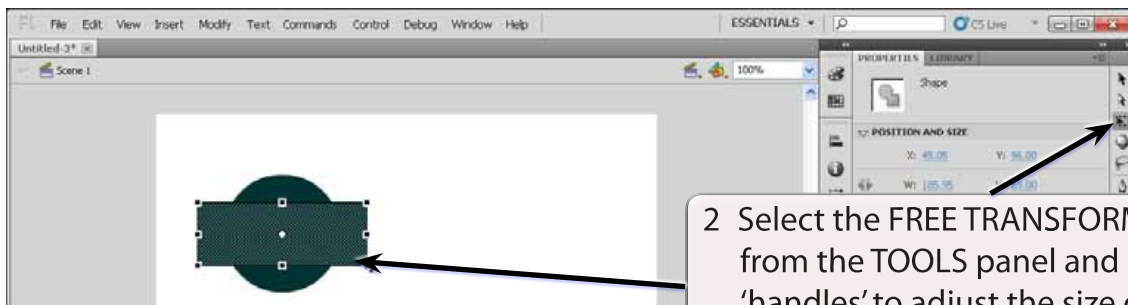 FL File Edit View Insert Modify Text Commands Control Debug Window Help ESSENTIALS CS Live
Untitled-3*
Scene 1 100%
PROPERTIES LIBRARY
Shape
POSITION AND SIZE
X: 45.05 Y: 96.00
W: 185.95
2 Select the FREE TRANSFORM
from the TOOLS panel and
'handles' to adjust the size